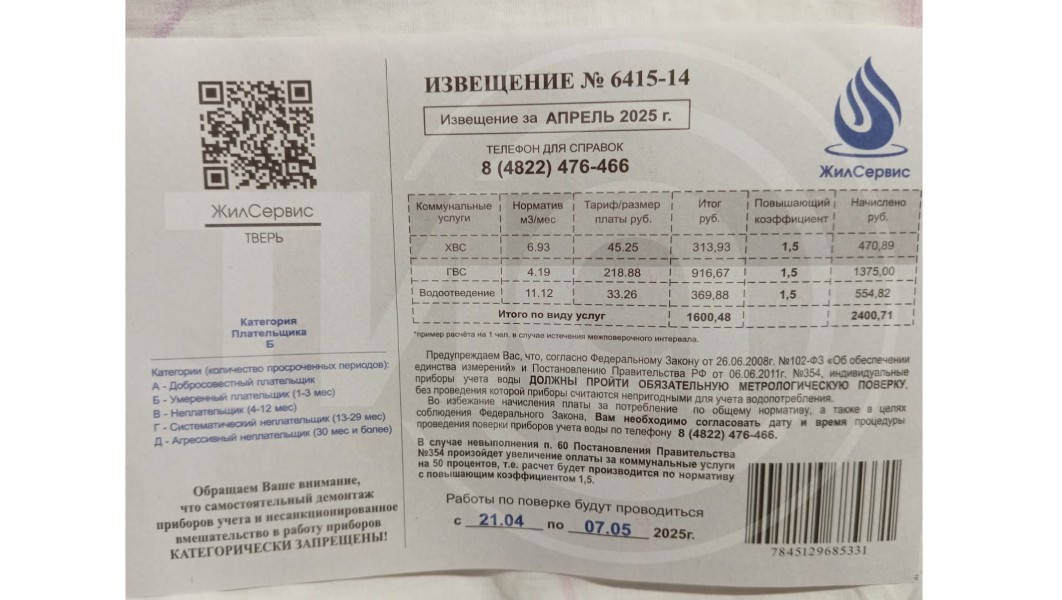 ЖилСервис
ТВЕРЬ
Категория
Плательщика
Б
Категории (количество просроченных периодов):
А - Добросовестный плательщик
Б - Умеренный плательщик (1-3 мес)
В - Неплательщик (4-12 мес)
Г - Систематический неплательщик (13-29 мес)
Д - Агрессивный неплательщик (30 мес и более)
Обращаем Ваше внимание,
что самостоятельный демонтаж
приборов учета и несанкционированное
вмешательство в работу приборов
КАТЕГОРИЧЕСКИ ЗАПРЕЩЕНЫ!
ИЗВЕЩЕНИЕ № 6415-14
Извещение за АПРЕЛЬ 2025 г.
ТЕЛЕФОН ДЛЯ СПРАВОК
8 (4822) 476-466
ЖилСервис
Коммунальные услуги Норматив м3/мес Тариф/размер платы руб. Итог руб. Повышающий коэффициент Начислено руб.
ХВС 6.93 45.25 313,93 1,5 470,89
ГВС 4.19 218.88 916,67 1,5 1375,00
Водоотведение 11.12 33.26 369,88 1,5 554,82
Итого по виду услуг 1600,48 2400,71
*пример расчёта на 1 чел. в случае истечения межповерочного интервала.
Предупреждаем Вас, что, согласно Федеральному Закону от 26.06.2008г. №102-ФЗ «Об обеспечении
единства измерений» и Постановлению Правительства РФ от 06.06.2011г. №354, индивидуальные
приборы учета воды ДОЛЖНЫ ПРОЙТИ ОБЯЗАТЕЛЬНУЮ МЕТРОЛОГИЧЕСКУЮ ПОВЕРКУ,
без проведения которой приборы считаются непригодными для учета водопотребления.
Во избежание начисления платы за потребление по общему нормативу, а также в целях
соблюдения Федерального Закона, Вам необходимо согласовать дату и время процедуры
проведения поверки приборов учета воды по телефону 8 (4822) 476-466.
В случае невыполнения п. 60 Постановления Правительства
№354 произойдет увеличение оплаты за коммунальные услуги
на 50 процентов, т.е. расчет будет производится по нормативу
с повышающим коэффициентом 1,5.
Работы по поверке будут проводиться
с 21.04 по 07.05 2025г.
7845129685331